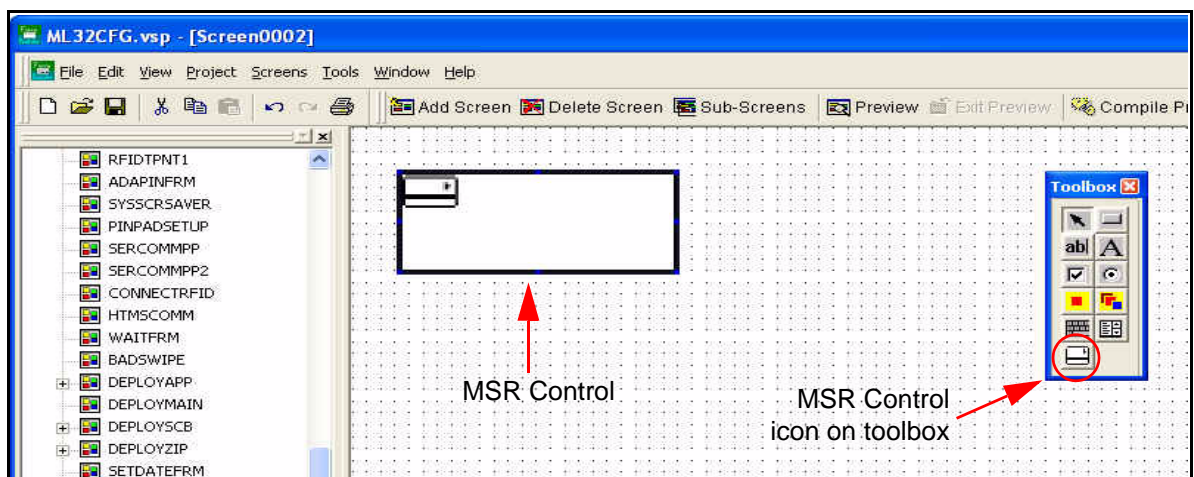 ML32CFG.vsp - [Screen0002]
File Edit View Project Screens Tools Window Help
Add Screen Delete Screen Sub-Screens Preview Exit Preview Compile Pr
RFIDTPNT1
ADAPINFRM
SYSSCRSAVER
PINPADSETUP
SERCOMMPP
SERCOMMPP2
CONNECTRFID
HTMSCOMM
WAITFRM
BADSWIPE
DEPLOYAPP
DEPLOYMAIN
DEPLOYSCB
DEPLOYZIP
SETDATEFRM
Toolbox
ab A
MSR Control
MSR Control
icon on toolbox